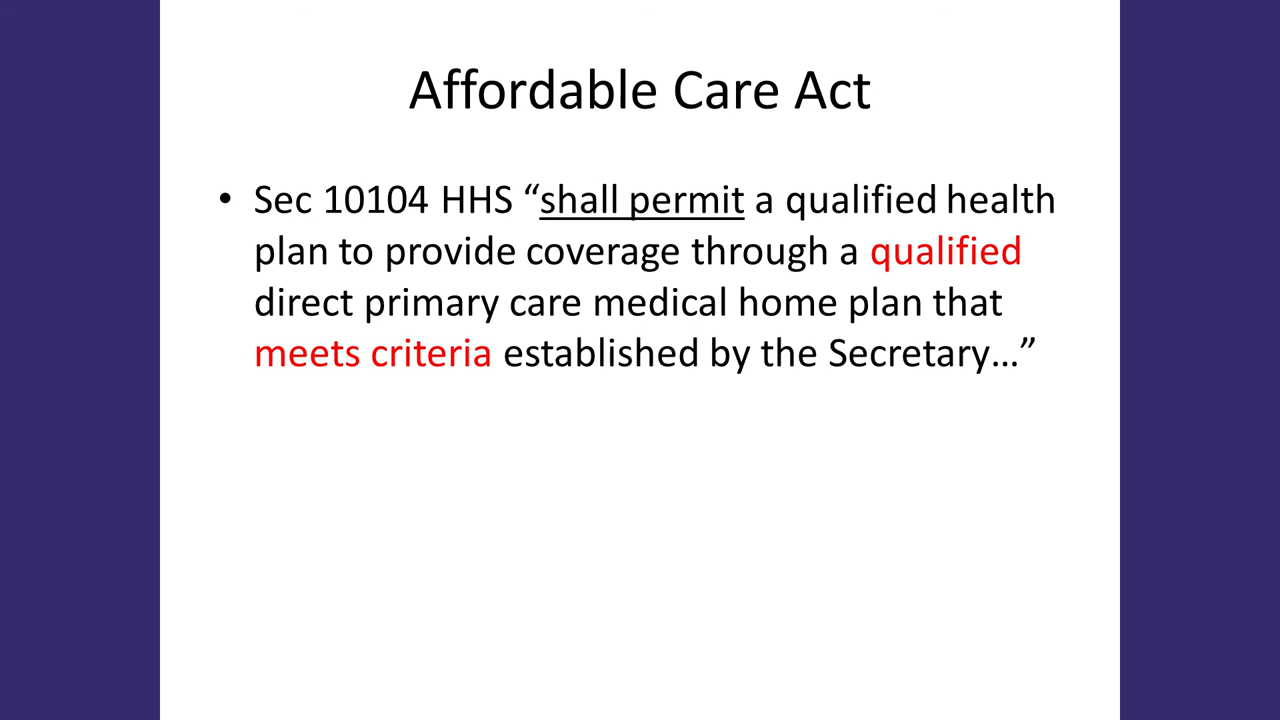 Affordable Care Act
• Sec 10104 HHS “shall permit a qualified health
plan to provide coverage through a qualified
direct primary care medical home plan that
meets criteria established by the Secretary…”